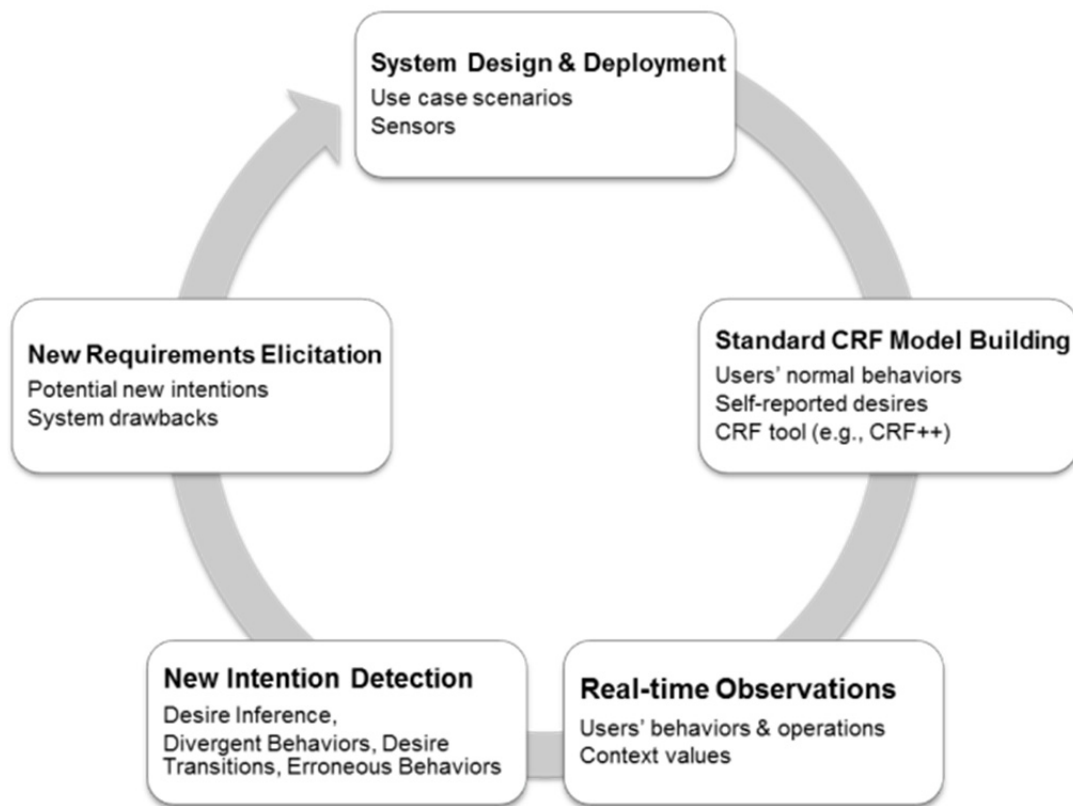 System Design & Deployment
Use case scenarios
Sensors
Standard CRF Model Building
Users' normal behaviors
Self-reported desires
CRF tool (e.g., CRF++)
Real-time Observations
Users' behaviors & operations
Context values
New Intention Detection
Desire Inference,
Divergent Behaviors, Desire
Transitions, Erroneous Behaviors
New Requirements Elicitation
Potential new intentions
System drawbacks